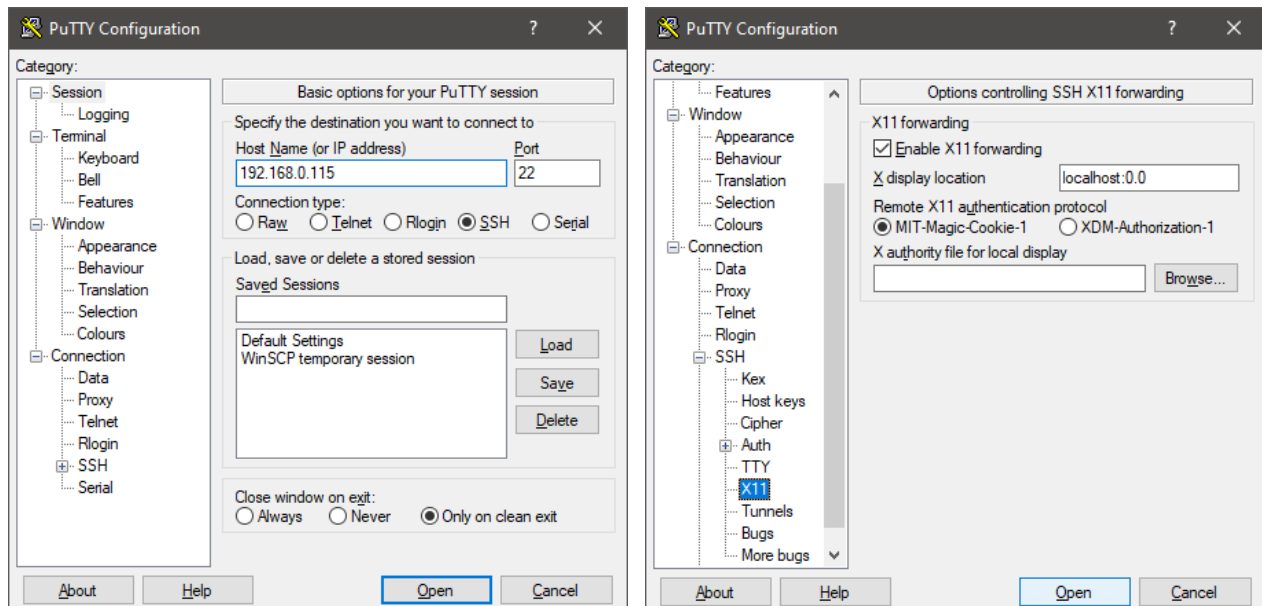 PuTTY Configuration
?
Category:
Session
Logging
Terminal
Keyboard
Bell
Features
Window
Appearance
Behaviour
Translation
Selection
Colours
Connection
Data
Proxy
Telnet
Rlogin
SSH
Serial
Basic options for your PuTTY session
Specify the destination you want to connect to
Host Name (or IP address) Port
192.168.0.115 22
Connection type:
Raw Telnet Rlogin SSH Serial
Load, save or delete a stored session
Saved Sessions
Default Settings
WinSCP temporary session
Load
Save
Delete
Close window on exit:
Always Never Only on clean exit
About Help Open Cancel
PuTTY Configuration
?
Category:
Features
Window
Appearance
Behaviour
Translation
Selection
Colours
Connection
Data
Proxy
Telnet
Rlogin
SSH
Kex
Host keys
Cipher
Auth
TTY
X11
Tunnels
Bugs
More bugs
Options controlling SSH X11 forwarding
X11 forwarding
Enable X11 forwarding
X display location localhost:0.0
Remote X11 authentication protocol
MIT-Magic-Cookie-1 XDM-Authorization-1
X authority file for local display
Browse...
About Help Open Cancel